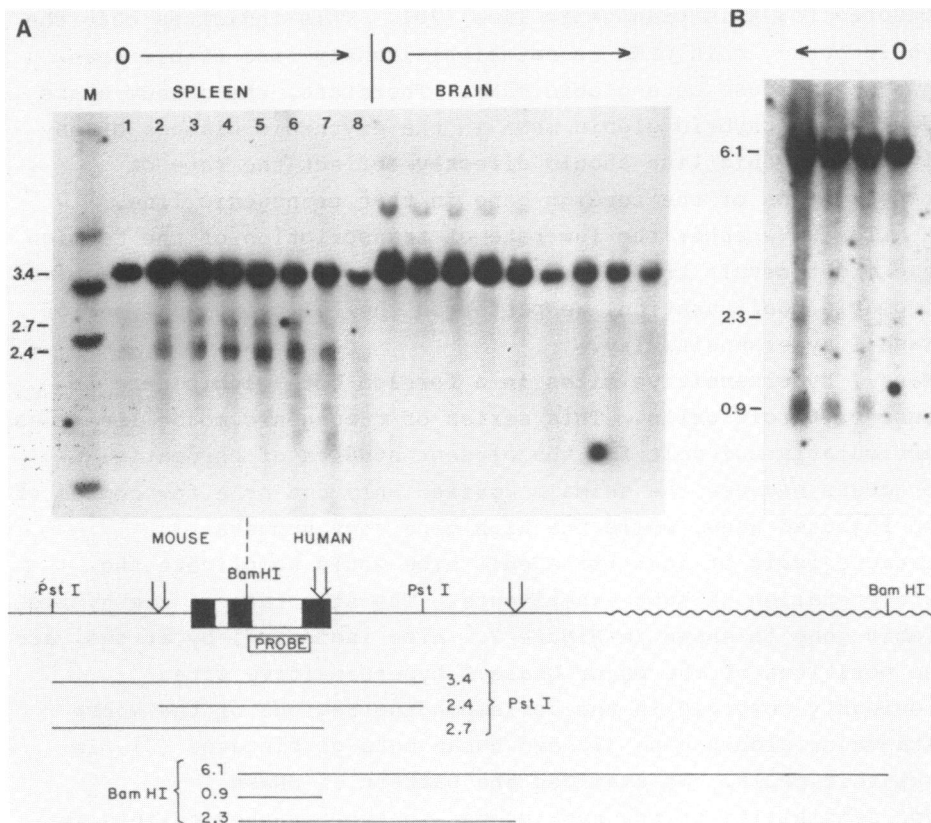 A
B
0
0
0
SPLEEN
BRAIN
M
1 2 3 4 5 6 7 8
6.1
3.4
2.7
2.4
2.3
0.9
MOUSE
HUMAN
Pst I
BamHI
Pst I
BamHI
PROBE
3.4
2.4
2.7
Pst I
Bam HI
6.1
0.9
2.3